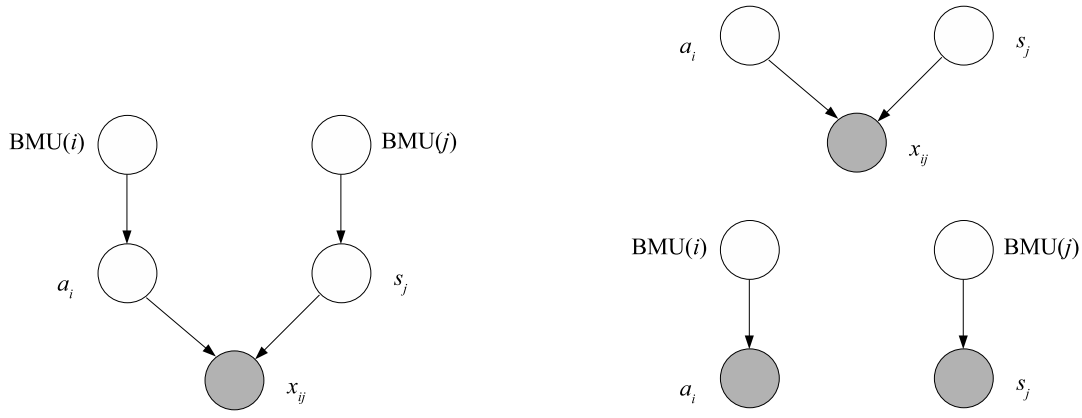 BMU(i) BMU(j)
a_i s_j
x_ij
a_i s_j
x_ij
BMU(i) BMU(j)
a_i s_j